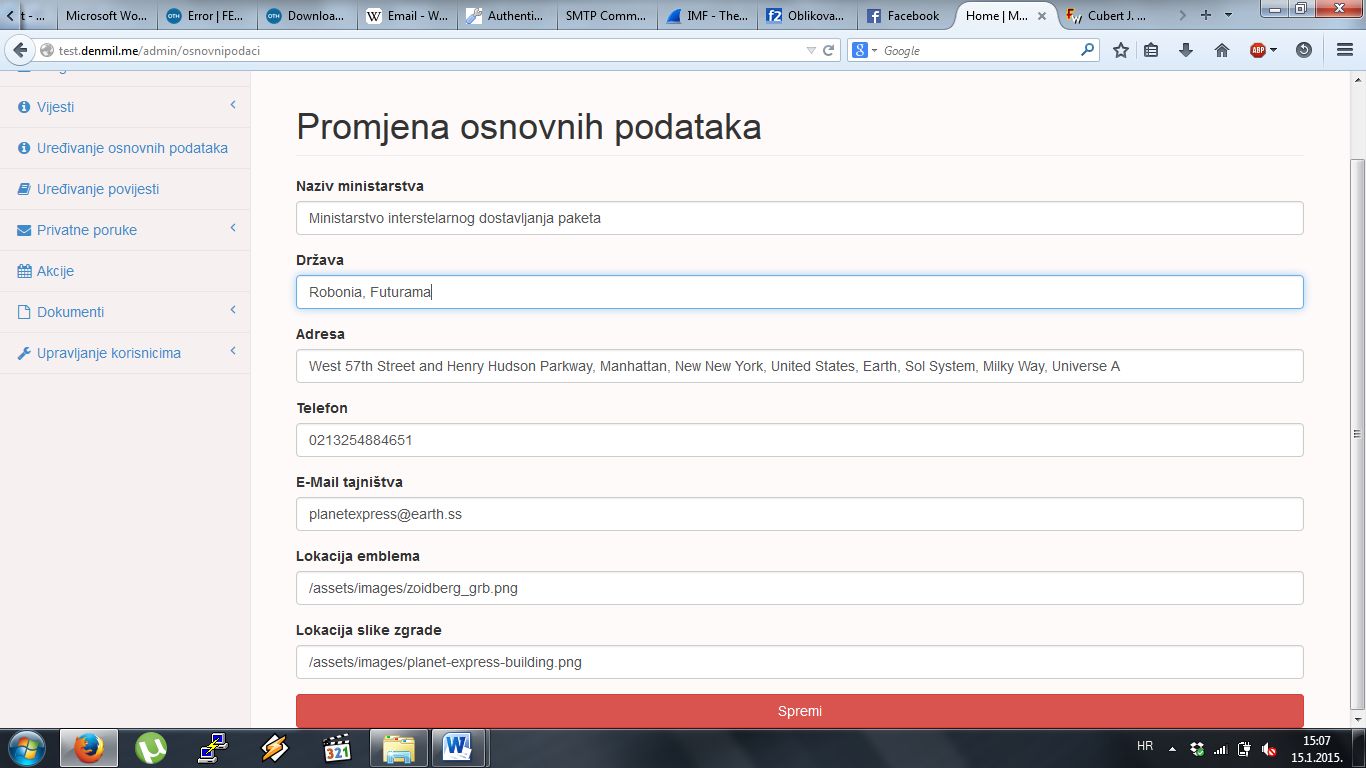 t - ...
Microsoft Wo...
Error | FE...
Downloa...
Email - W...
Authenti...
SMTP Comm...
IMF - The...
Oblikova...
Facebook
Home | M...
Cubert J. ...
test.denmil.me/admin/osnovnipodaci
Google
ABP
Vijesti
Uređivanje osnovnih podataka
Uređivanje povijesti
Privatne poruke
Akcije
Dokumenti
Upravljanje korisnicima
Promjena osnovnih podataka
Naziv ministarstva
Ministarstvo interstelarnog dostavljanja paketa
Država
Robonia, Futurama
Adresa
West 57th Street and Henry Hudson Parkway, Manhattan, New New York, United States, Earth, Sol System, Milky Way, Universe A
Telefon
0213254884651
E-Mail tajništva
planetexpress@earth.ss
Lokacija emblema
/assets/images/zoidberg_grb.png
Lokacija slike zgrade
/assets/images/planet-express-building.png
Spremi
321
HR
15:07
15.1.2015.